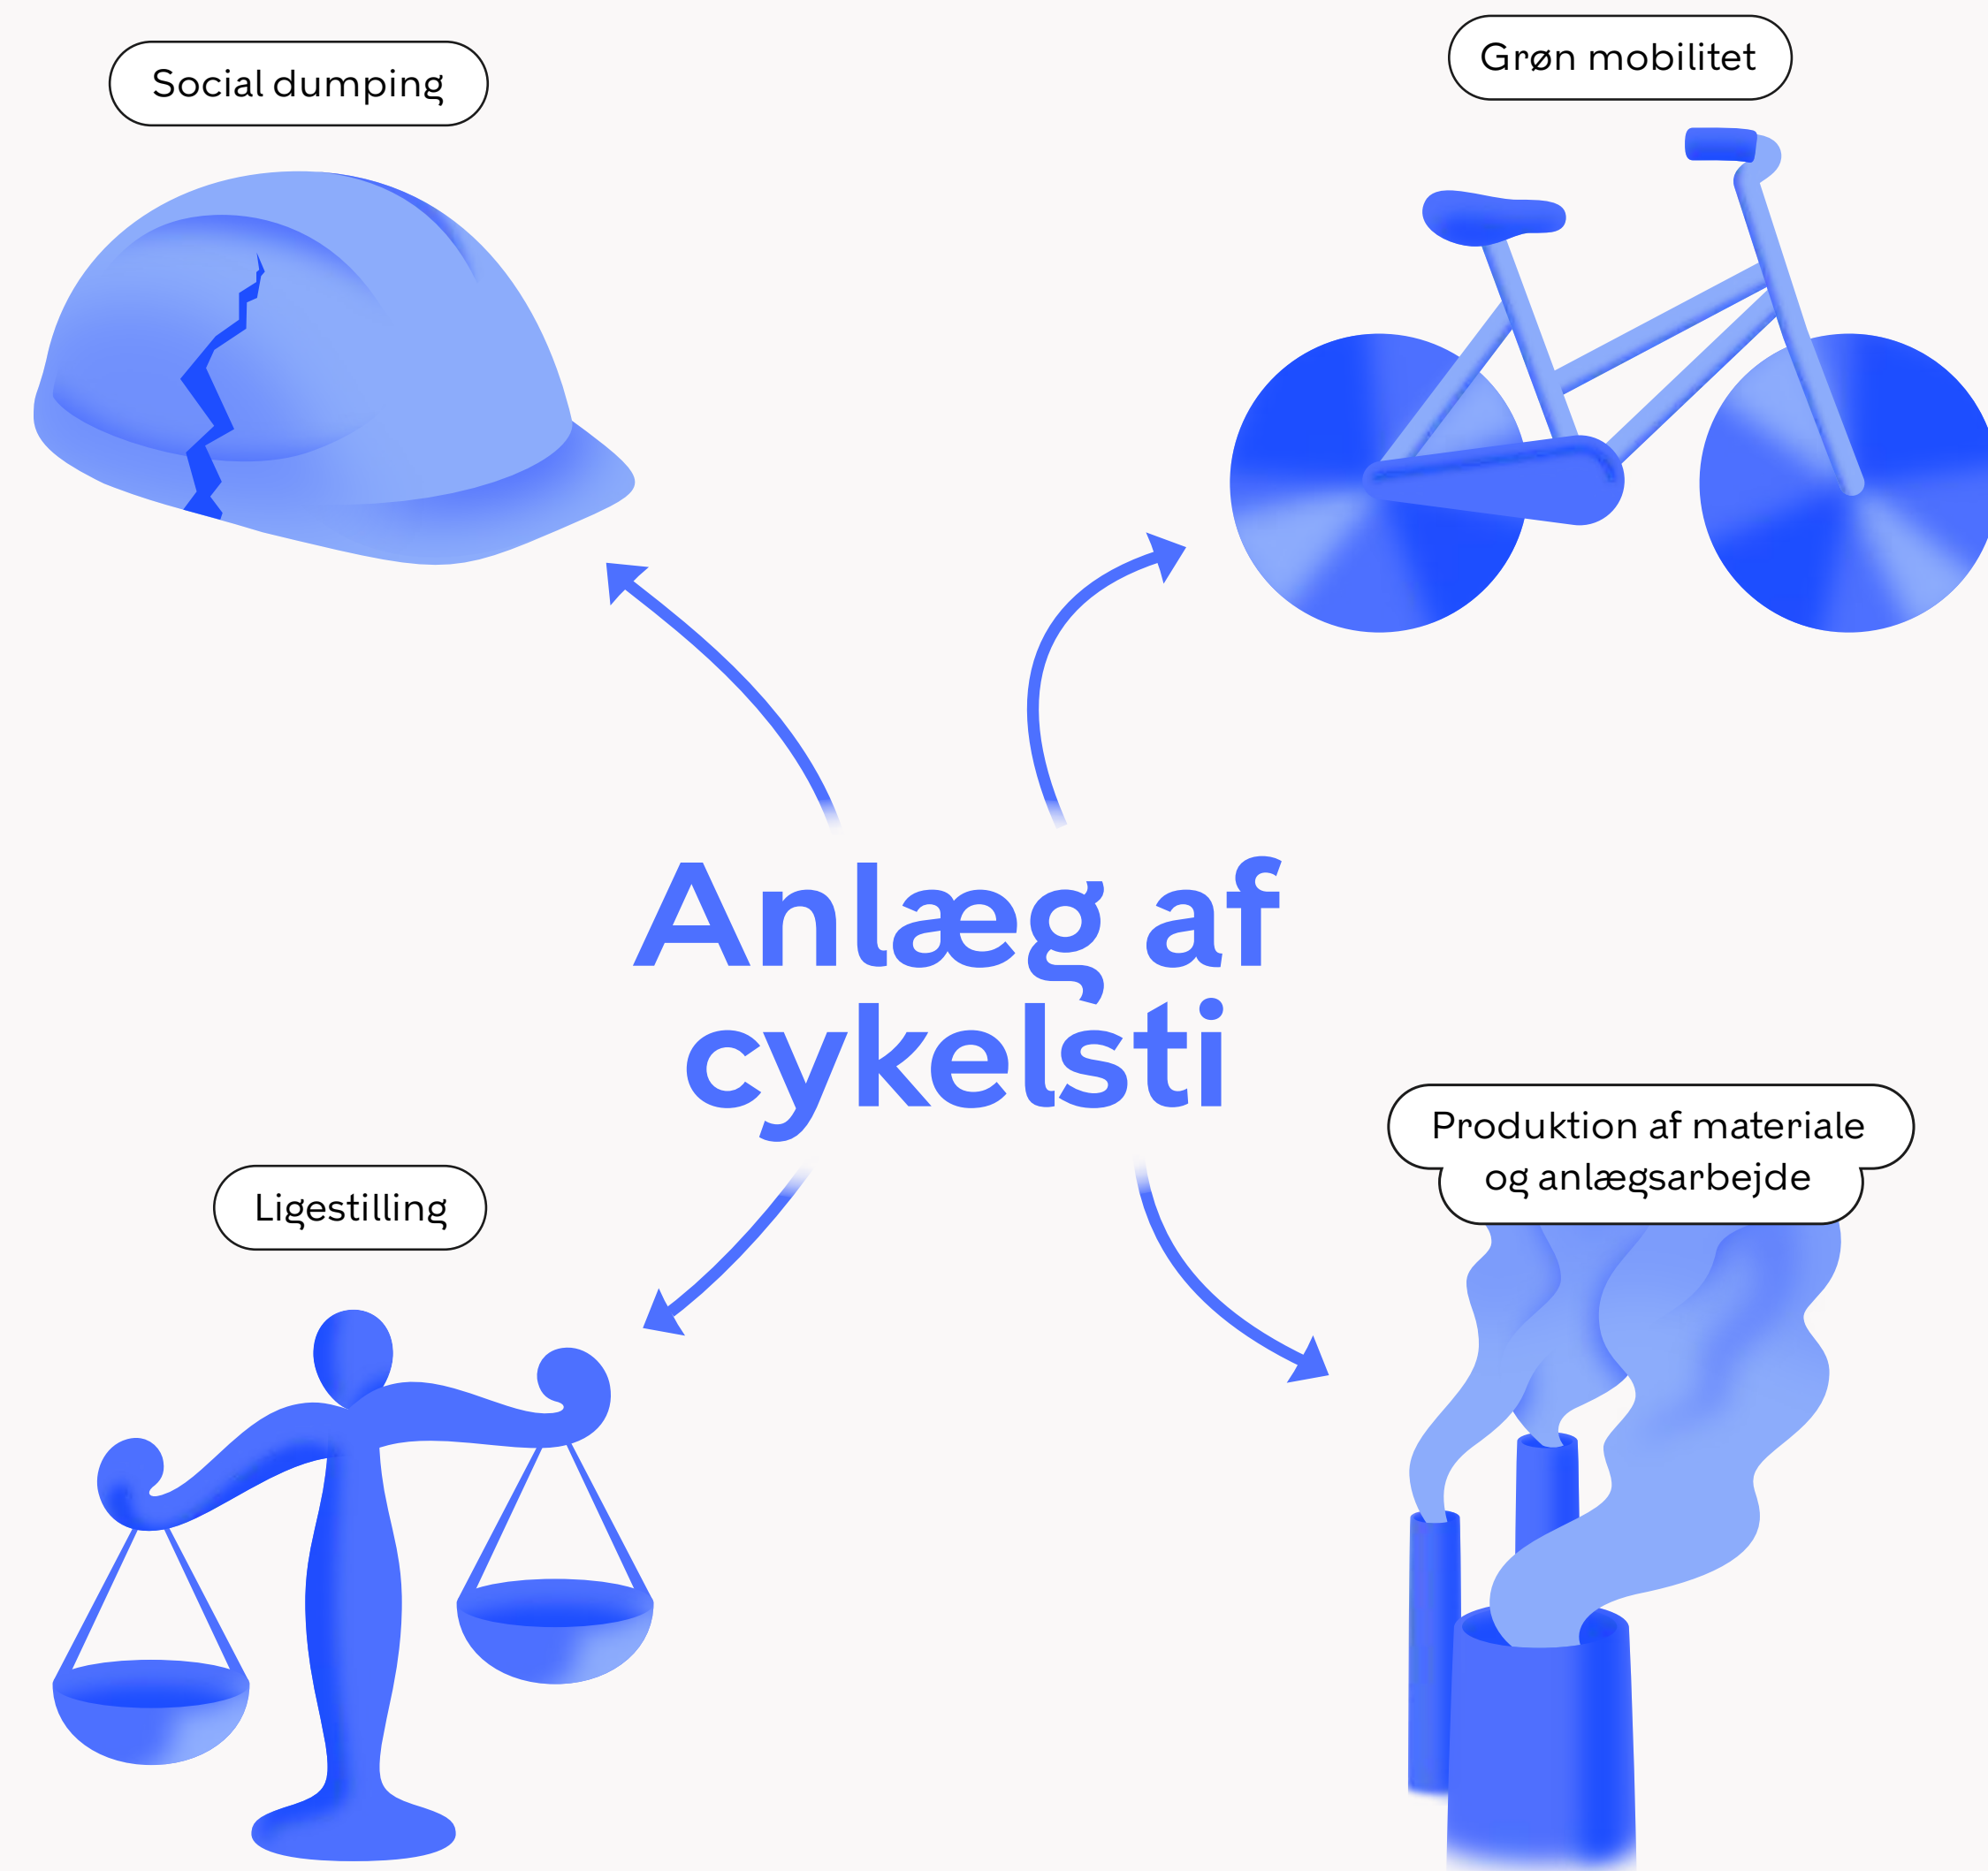 Social dumping
Grøn mobilitet
Anlæg af
cykelsti
Ligestilling
Produktion af materiale
og anlægsarbejde